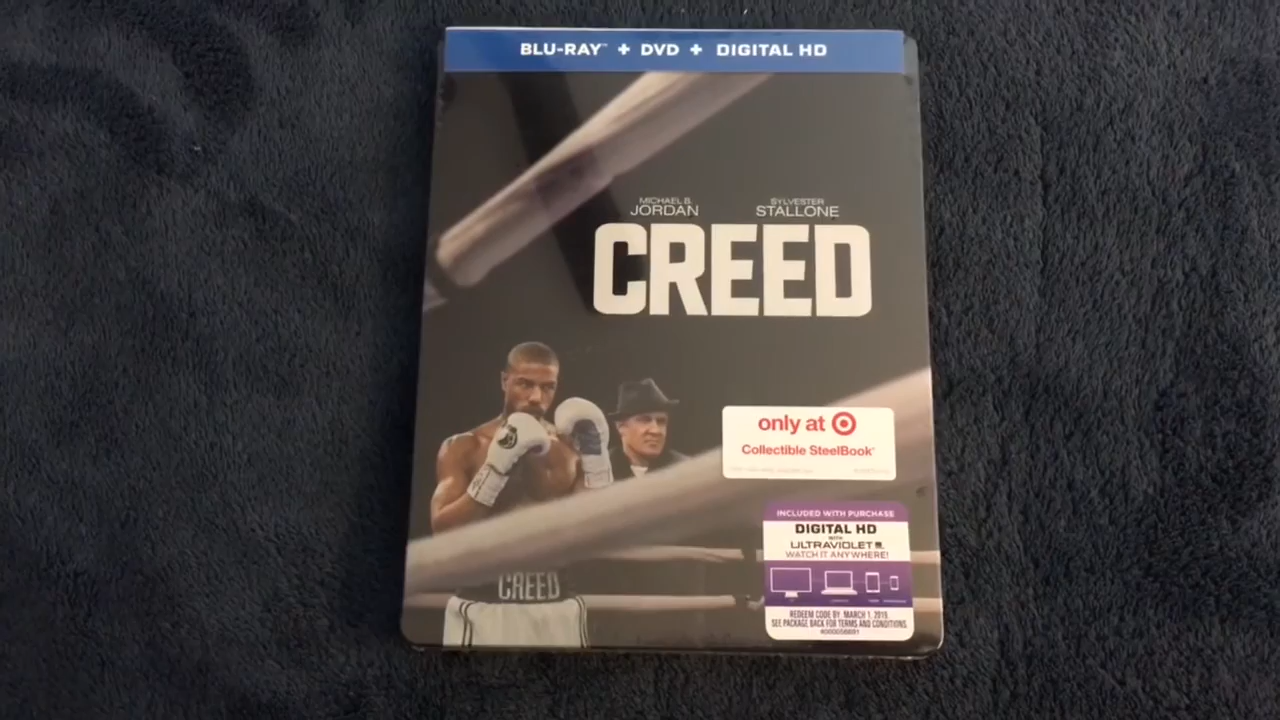 BLU-RAY™ + DVD + DIGITAL HD
MICHAEL B. SYLVESTER
JORDAN STALLONE
CREED
only at
Collectible SteelBook®
INCLUDED WITH PURCHASE
DIGITAL HD
WITH
ULTRAVIOLET
WATCH IT ANYWHERE!
REDEEM CODE BY MARCH 1, 2018
SEE PACKAGE BACK FOR TERMS AND CONDITIONS
CREED